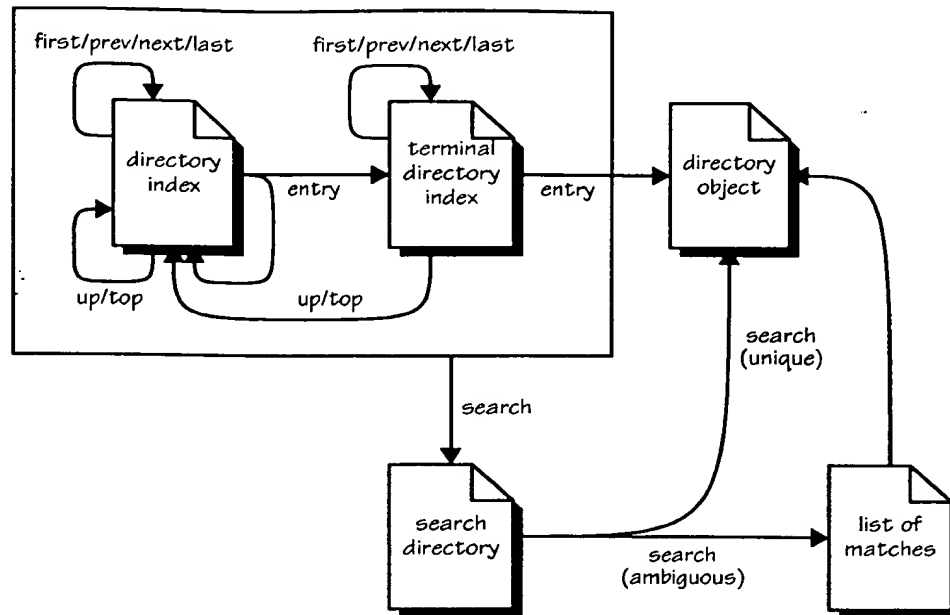 first/prev/next/last
first/prev/next/last
directory
index
entry
terminal
directory
index
entry
directory
object
up/top
up/top
search
(unique)
search
search
directory
search
(ambiguous)
list of
matches